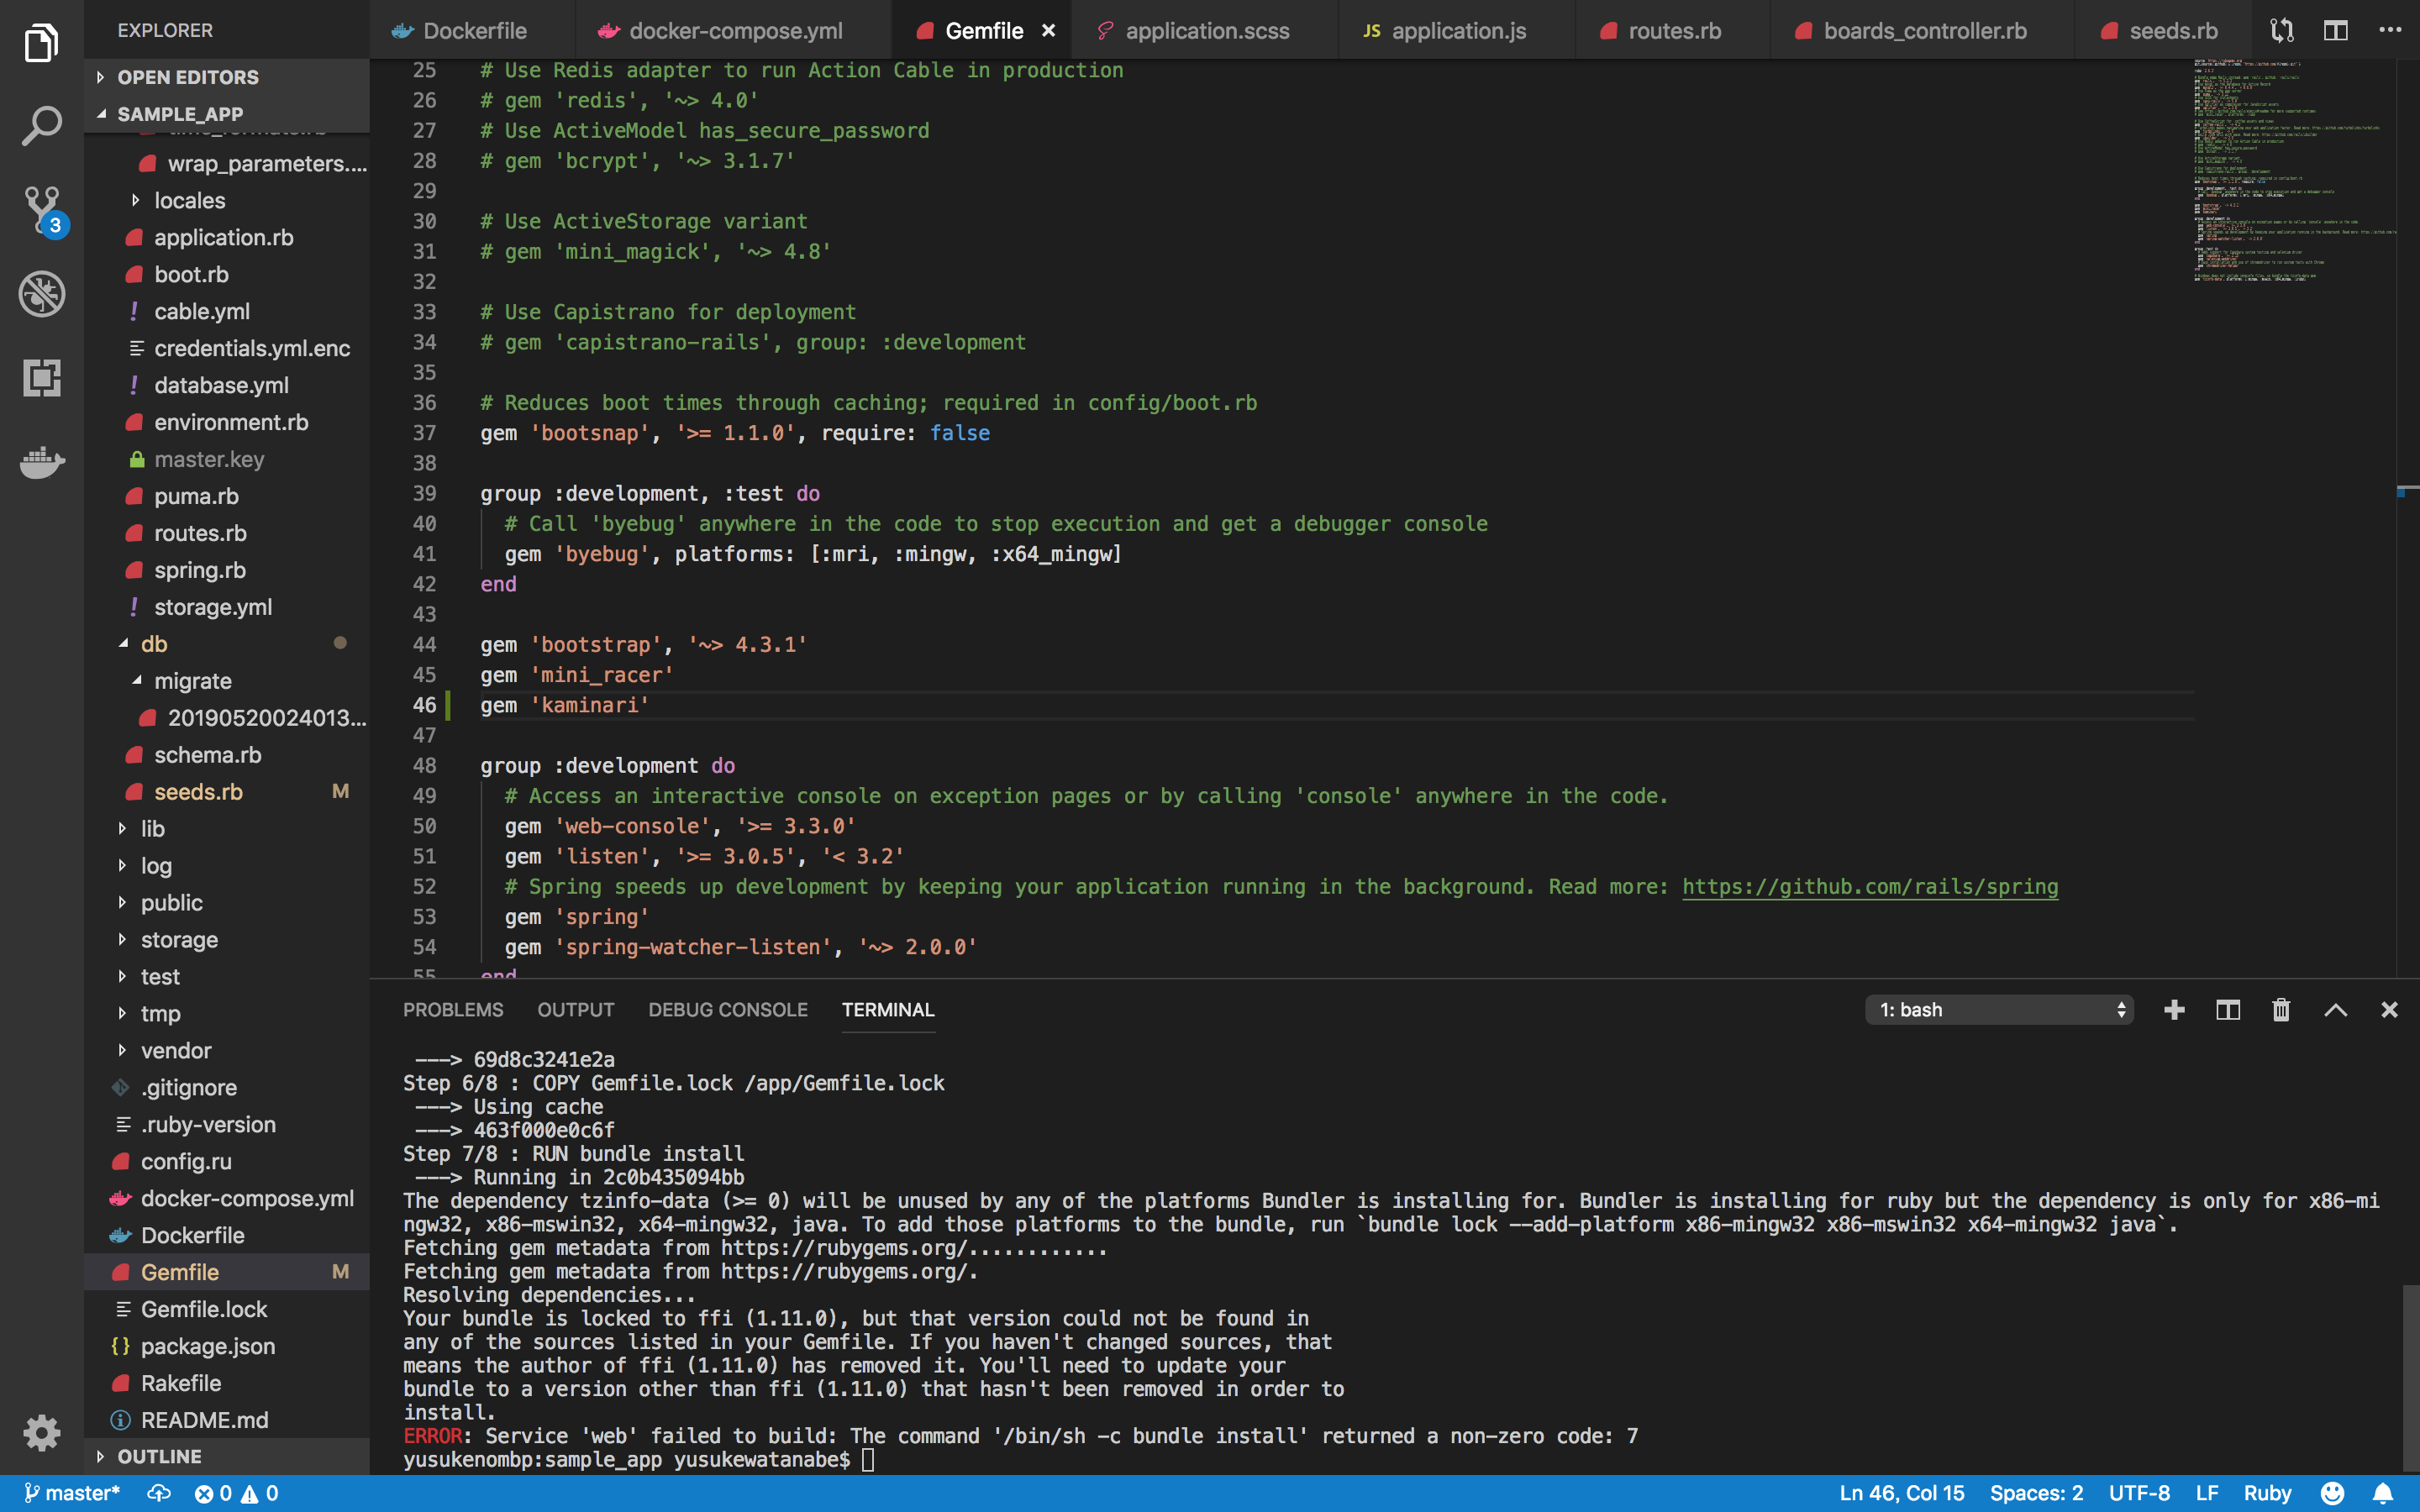 EXPLORER
OPEN EDITORS
SAMPLE_APP
wrap_parameters....
locales
application.rb
boot.rb
cable.yml
credentials.yml.enc
database.yml
environment.rb
master.key
puma.rb
routes.rb
spring.rb
storage.yml
db
migrate
20190520024013...
schema.rb
seeds.rb M
lib
log
public
storage
test
tmp
vendor
.gitignore
.ruby-version
config.ru
docker-compose.yml
Dockerfile
Gemfile M
Gemfile.lock
package.json
Rakefile
README.md
OUTLINE
3
Dockerfile docker-compose.yml Gemfile application.scss JS application.js routes.rb boards_controller.rb seeds.rb
25 # Use Redis adapter to run Action Cable in production
26 # gem 'redis', '~> 4.0'
27 # Use ActiveModel has_secure_password
28 # gem 'bcrypt', '~> 3.1.7'
29
30 # Use ActiveStorage variant
31 # gem 'mini_magick', '~> 4.8'
32
33 # Use Capistrano for deployment
34 # gem 'capistrano-rails', group: :development
35
36 # Reduces boot times through caching; required in config/boot.rb
37 gem 'bootsnap', '>= 1.1.0', require: false
38
39 group :development, :test do
40 # Call 'byebug' anywhere in the code to stop execution and get a debugger console
41 gem 'byebug', platforms: [:mri, :mingw, :x64_mingw]
42 end
43
44 gem 'bootstrap', '~> 4.3.1'
45 gem 'mini_racer'
46 gem 'kaminari'
47
48 group :development do
49 # Access an interactive console on exception pages or by calling 'console' anywhere in the code.
50 gem 'web-console', '>= 3.3.0'
51 gem 'listen', '>= 3.0.5', '< 3.2'
52 # Spring speeds up development by keeping your application running in the background. Read more: https://github.com/rails/spring
53 gem 'spring'
54 gem 'spring-watcher-listen', '~> 2.0.0'
55 end
PROBLEMS OUTPUT DEBUG CONSOLE TERMINAL 1: bash
---> 69d8c3241e2a
Step 6/8 : COPY Gemfile.lock /app/Gemfile.lock
---> Using cache
---> 463f000e0c6f
Step 7/8 : RUN bundle install
---> Running in 2c0b435094bb
The dependency tzinfo-data (>= 0) will be unused by any of the platforms Bundler is installing for. Bundler is installing for ruby but the dependency is only for x86-mi
ngw32, x86-mswin32, x64-mingw32, java. To add those platforms to the bundle, run `bundle lock --add-platform x86-mingw32 x86-mswin32 x64-mingw32 java`.
Fetching gem metadata from https://rubygems.org/............
Fetching gem metadata from https://rubygems.org/.
Resolving dependencies...
Your bundle is locked to ffi (1.11.0), but that version could not be found in
any of the sources listed in your Gemfile. If you haven't changed sources, that
means the author of ffi (1.11.0) has removed it. You'll need to update your
bundle to a version other than ffi (1.11.0) that hasn't been removed in order to
install.
ERROR: Service 'web' failed to build: The command '/bin/sh -c bundle install' returned a non-zero code: 7
yusukenombp:sample_app yusukewatanabe$
master* 0 0 Ln 46, Col 15 Spaces: 2 UTF-8 LF Ruby